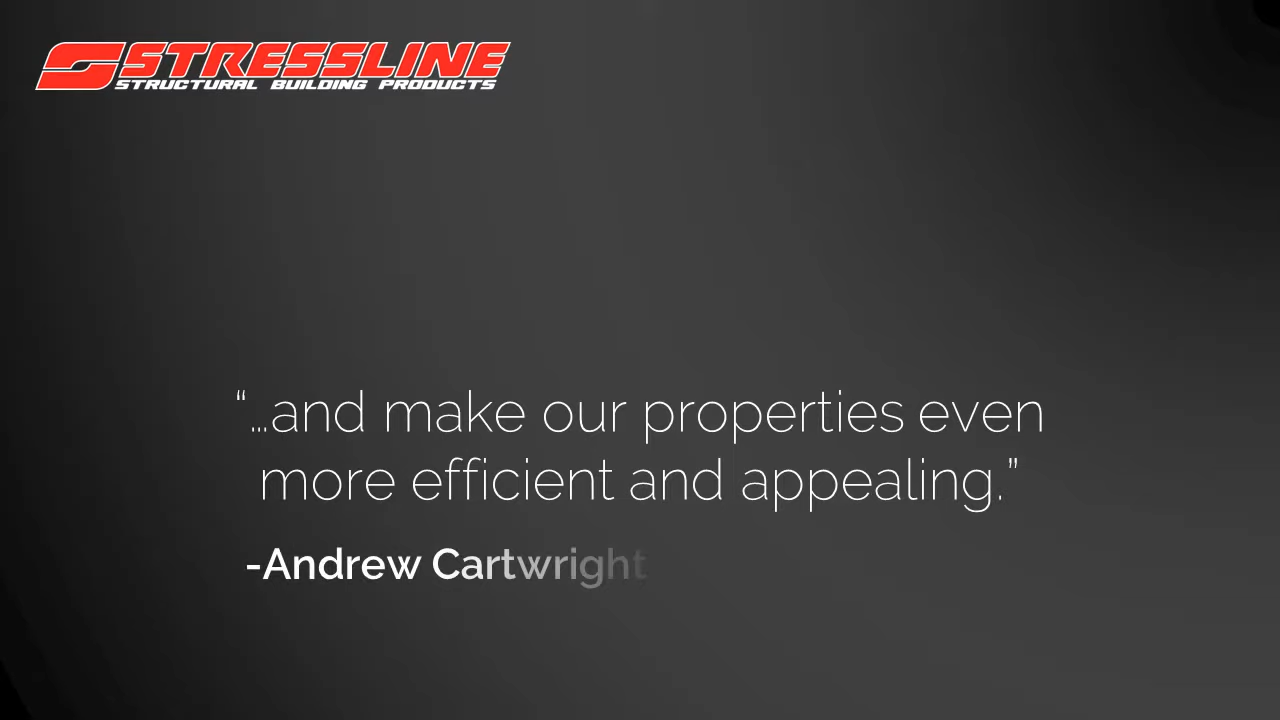 STRESSLINE
STRUCTURAL BUILDING PRODUCTS
“...and make our properties even
more efficient and appealing.”
-Andrew Cartwright